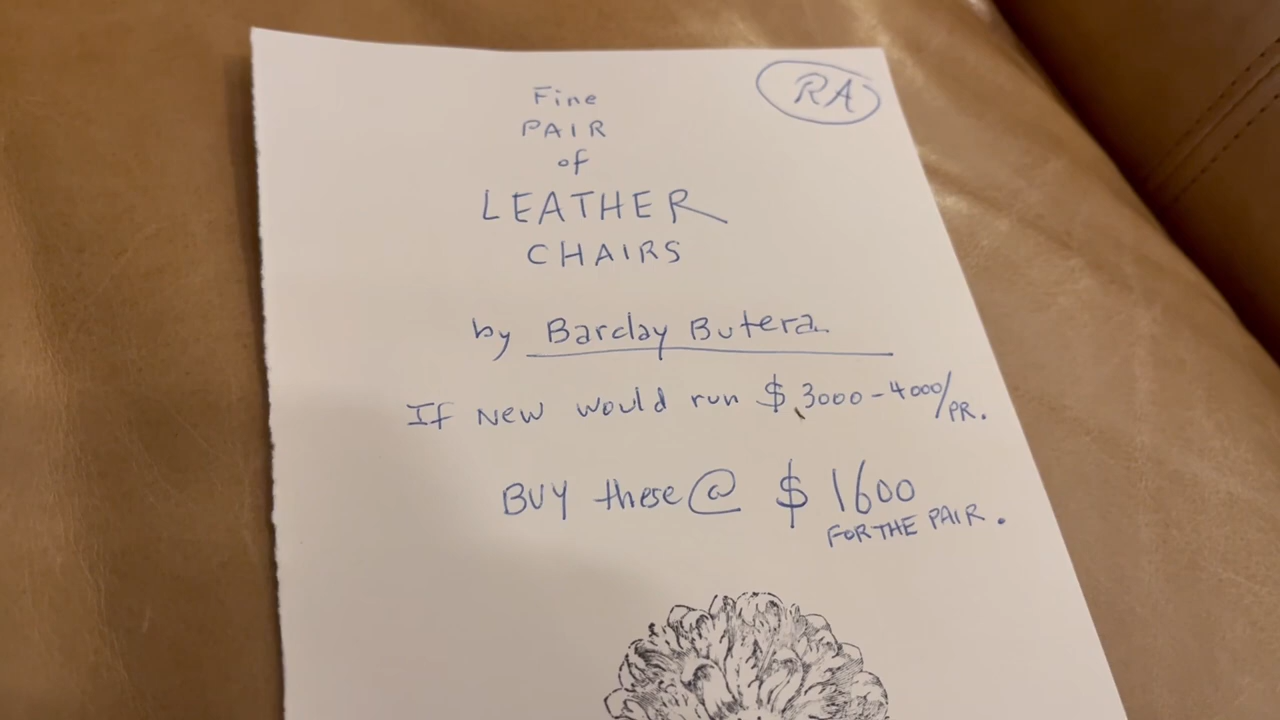 RA
Fine
PAIR
of
LEATHER
CHAIRS
by Barclay Butera
If New would run $3000-4000/PR.
BUY these @ $1600
FOR THE PAIR.